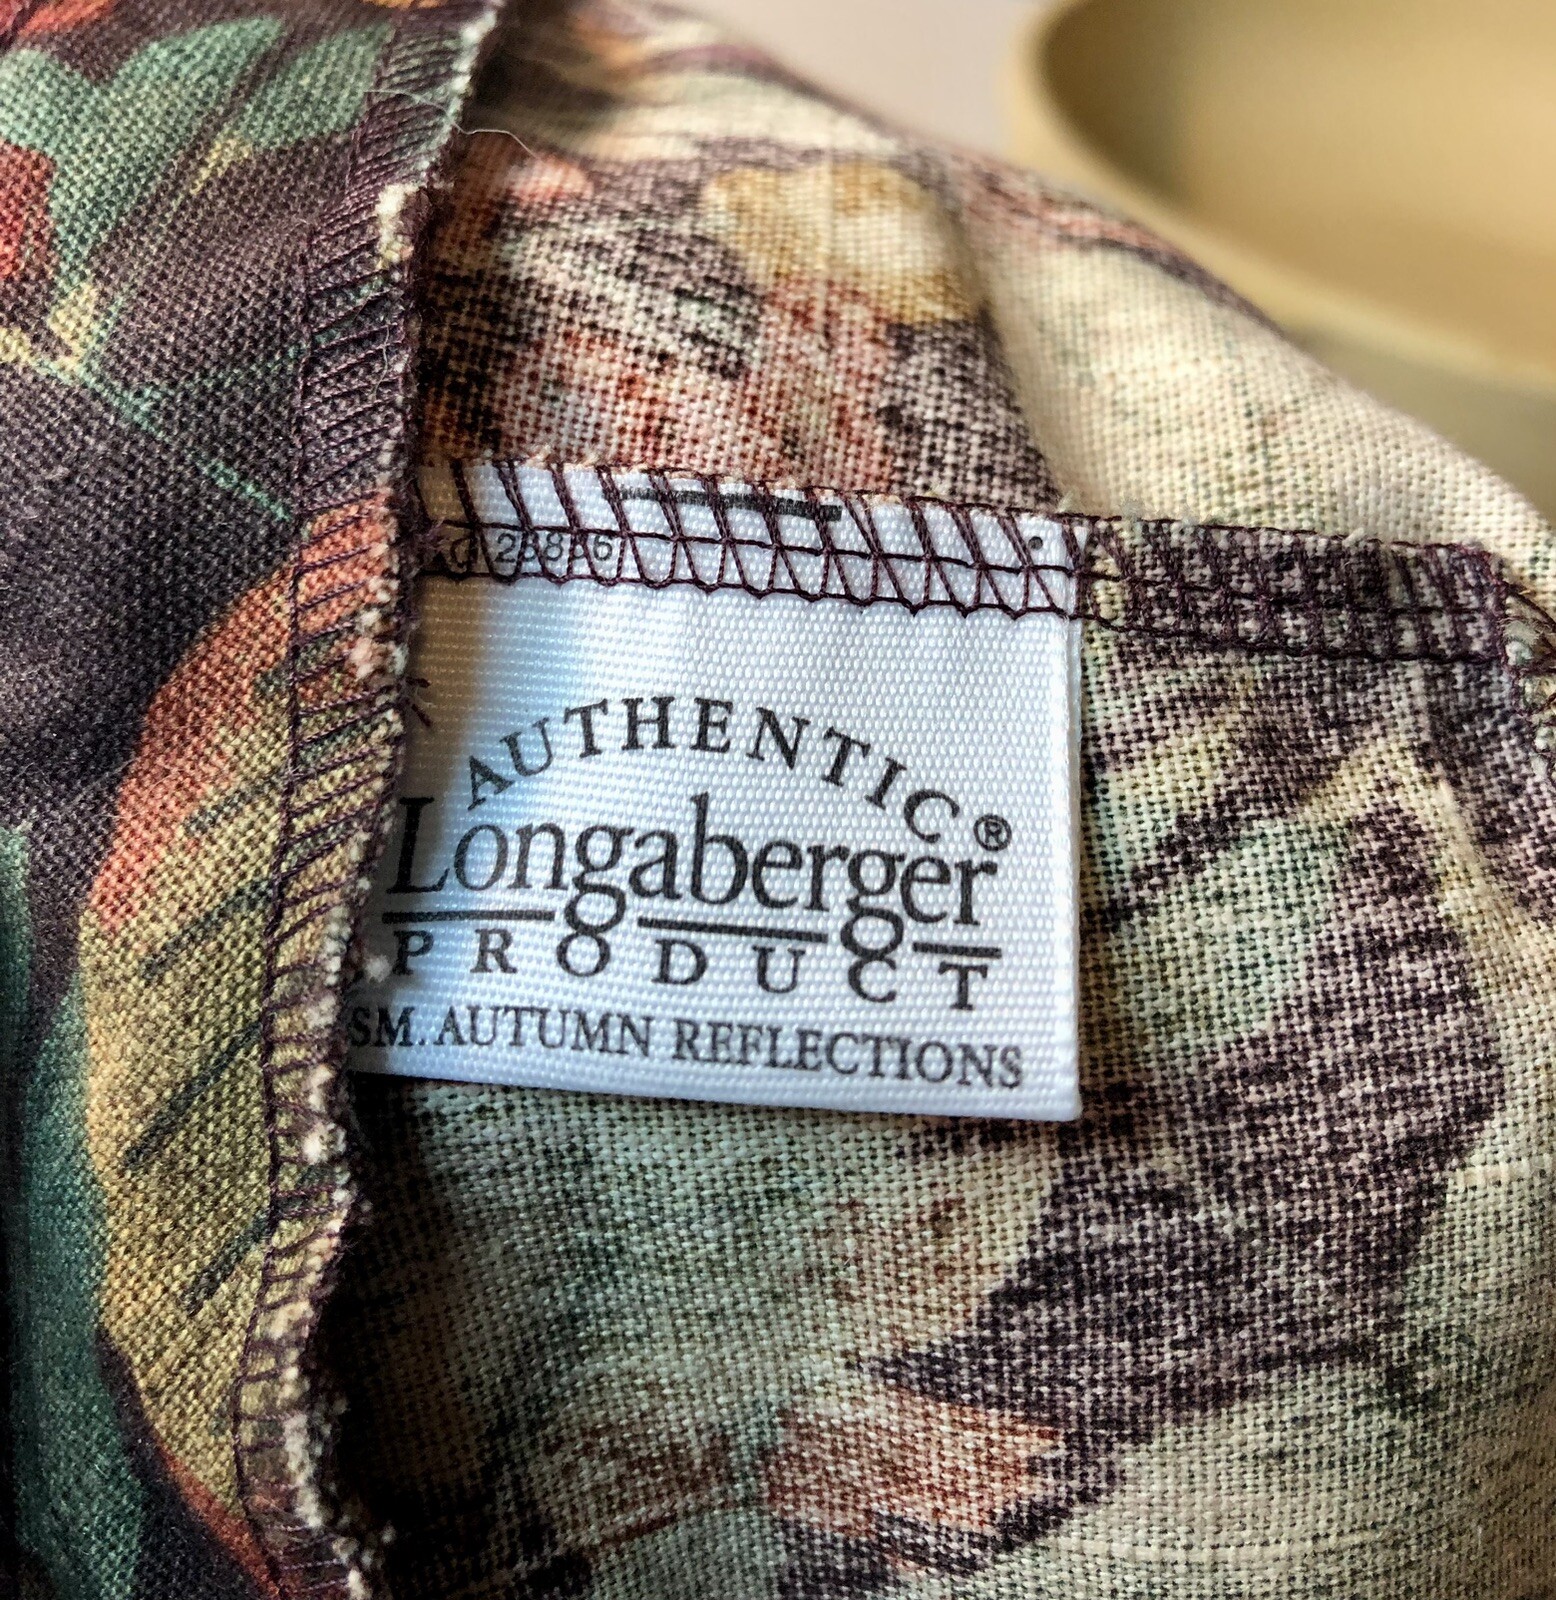 AUTHENTIC
Longaberger®
PRODUCT
SM. AUTUMN REFLECTIONS